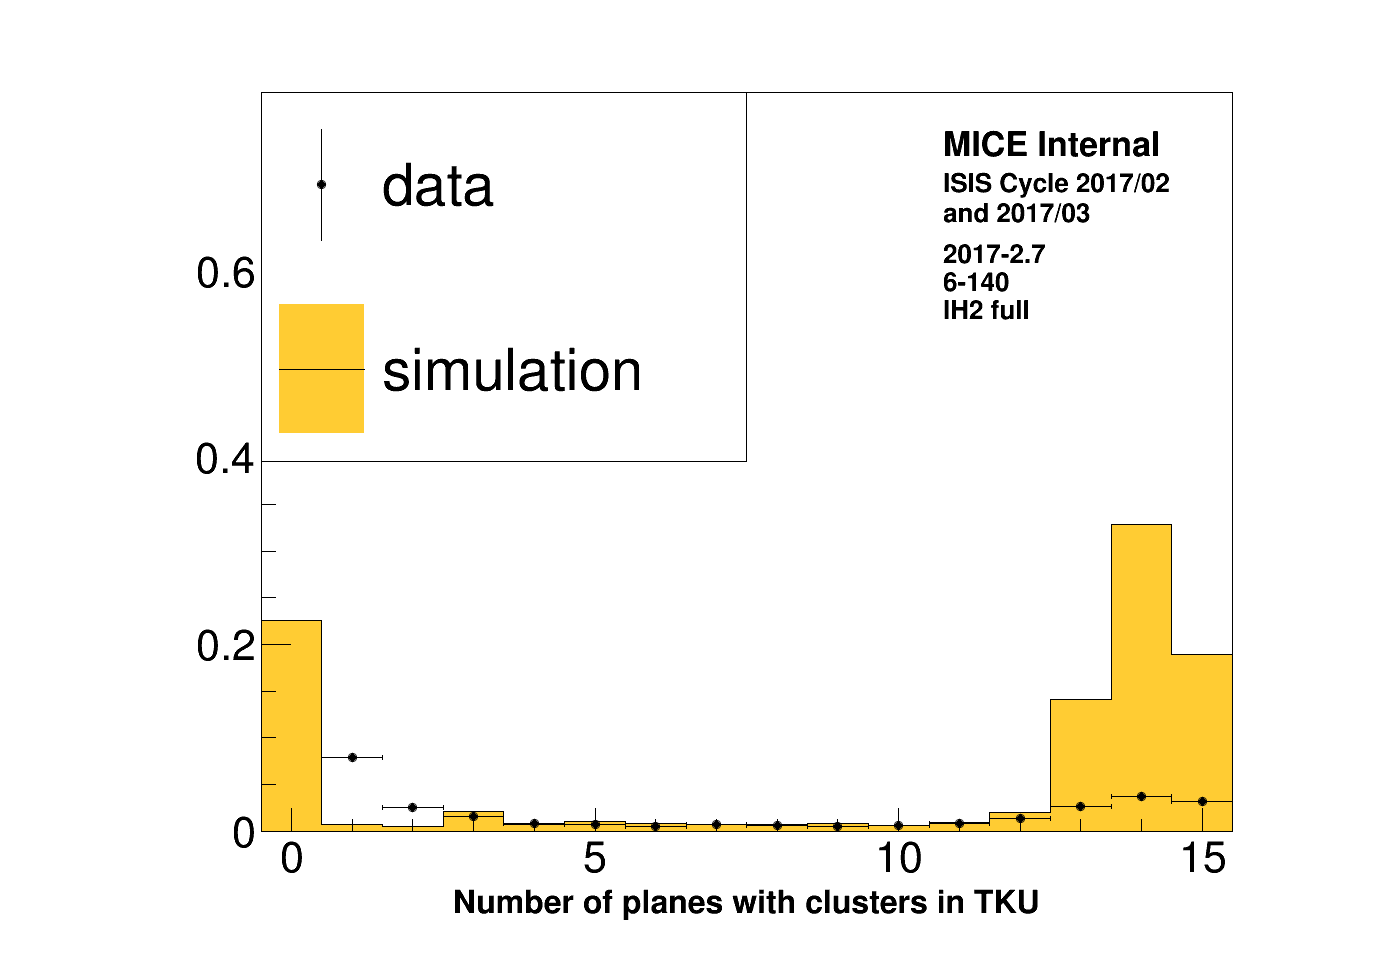 MICE Internal
ISIS Cycle 2017/02
and 2017/03
2017-2.7
6-140
lH2 full
data
simulation
0.6
0.4
0.2
0
0 5 10 15
Number of planes with clusters in TKU